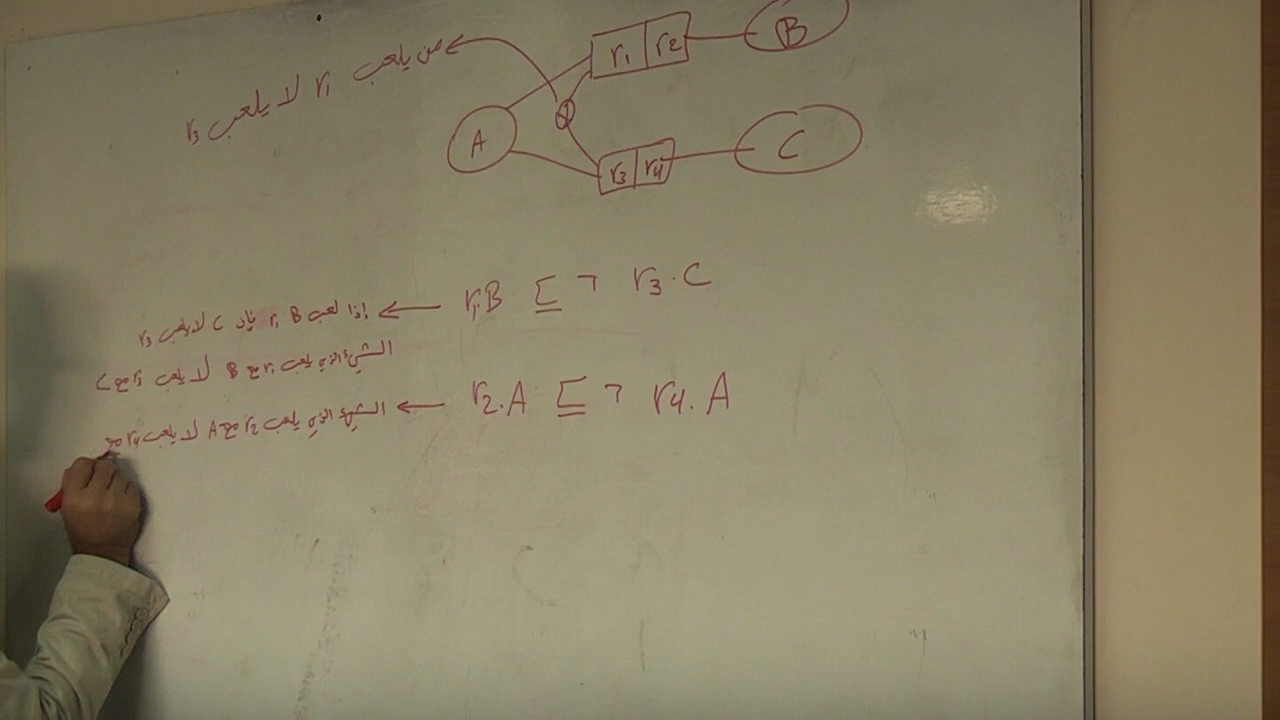 r1 r2 B
من يلعب r1 لا يلعب r3
A
r3 r4 C
r1.B ⊑ ¬ r3.C
إذا لعب r1 B فإن C لا يلعب r3
الشيء الذي يلعب r1 مع B لا يلعب r3 مع C
r2.A ⊑ ¬ r4.A
الشيء الذي يلعب r2 مع A لا يلعب r4 مع